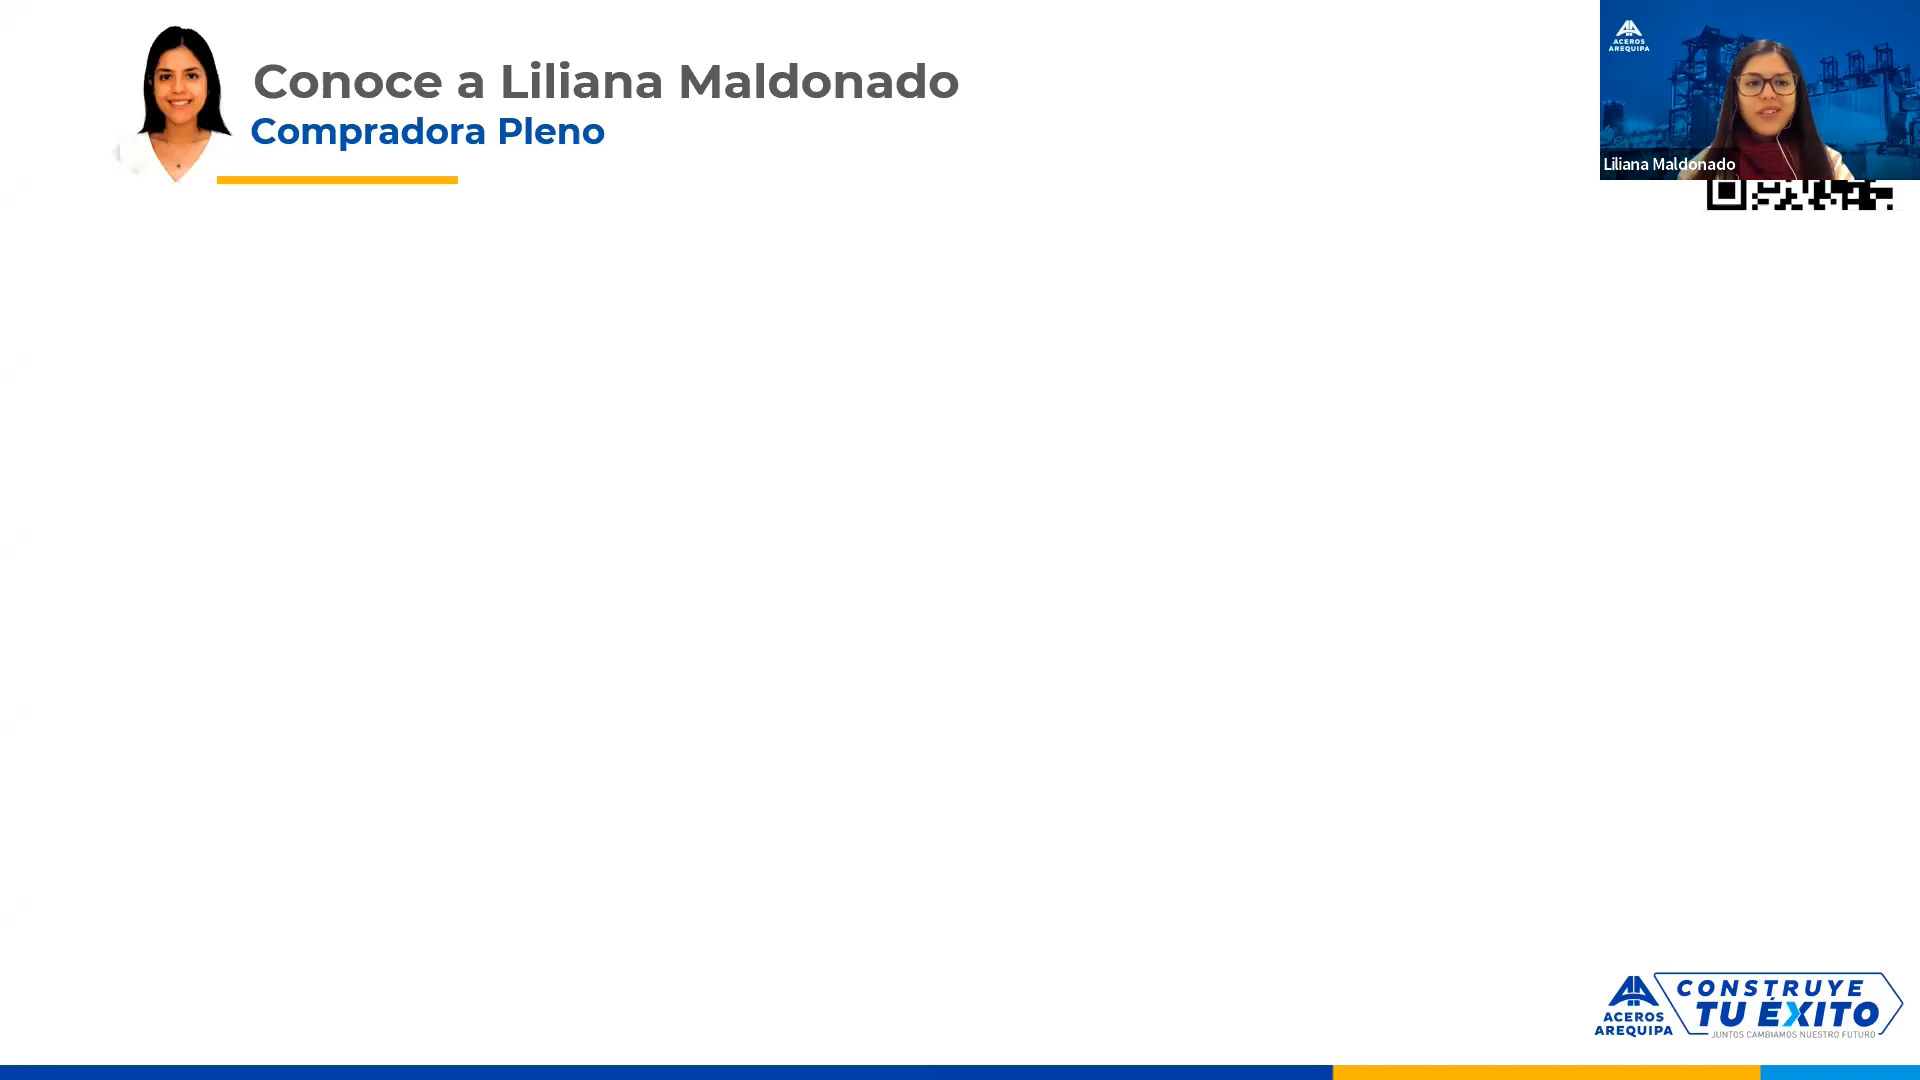 Conoce a Liliana Maldonado
Compradora Pleno
ACEROS
AREQUIPA
Liliana Maldonado
ACEROS
AREQUIPA
CONSTRUYE
TU ÉXITO
JUNTOS CAMBIAMOS NUESTRO FUTURO